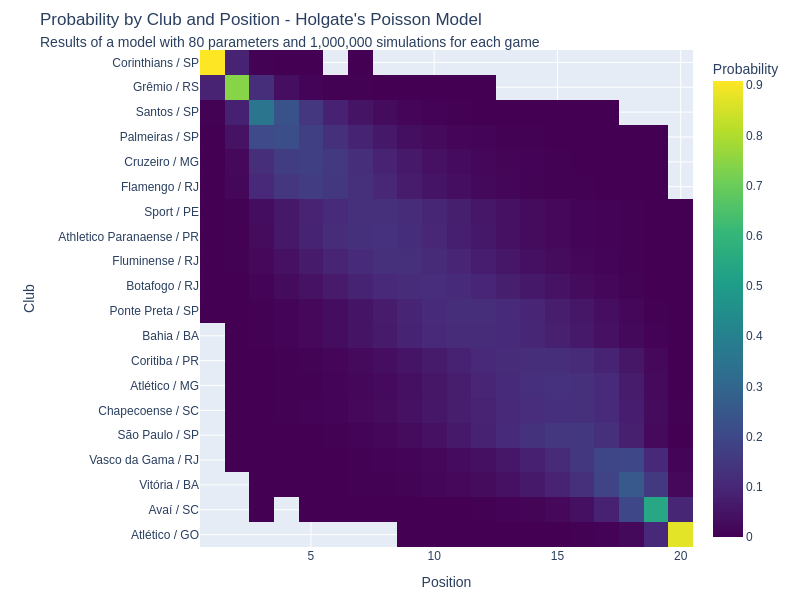 Probability by Club and Position - Holgate's Poisson Model
Results of a model with 80 parameters and 1,000,000 simulations for each game
Probability
Corinthians / SP
Grêmio / RS
Santos / SP
Palmeiras / SP
Cruzeiro / MG
Flamengo / RJ
Sport / PE
Athletico Paranaense / PR
Fluminense / RJ
Botafogo / RJ
Ponte Preta / SP
Bahia / BA
Coritiba / PR
Atlético / MG
Chapecoense / SC
São Paulo / SP
Vasco da Gama / RJ
Vitória / BA
Avaí / SC
Atlético / GO
Club
5
10
15
20
Position
0.9
0.8
0.7
0.6
0.5
0.4
0.3
0.2
0.1
0